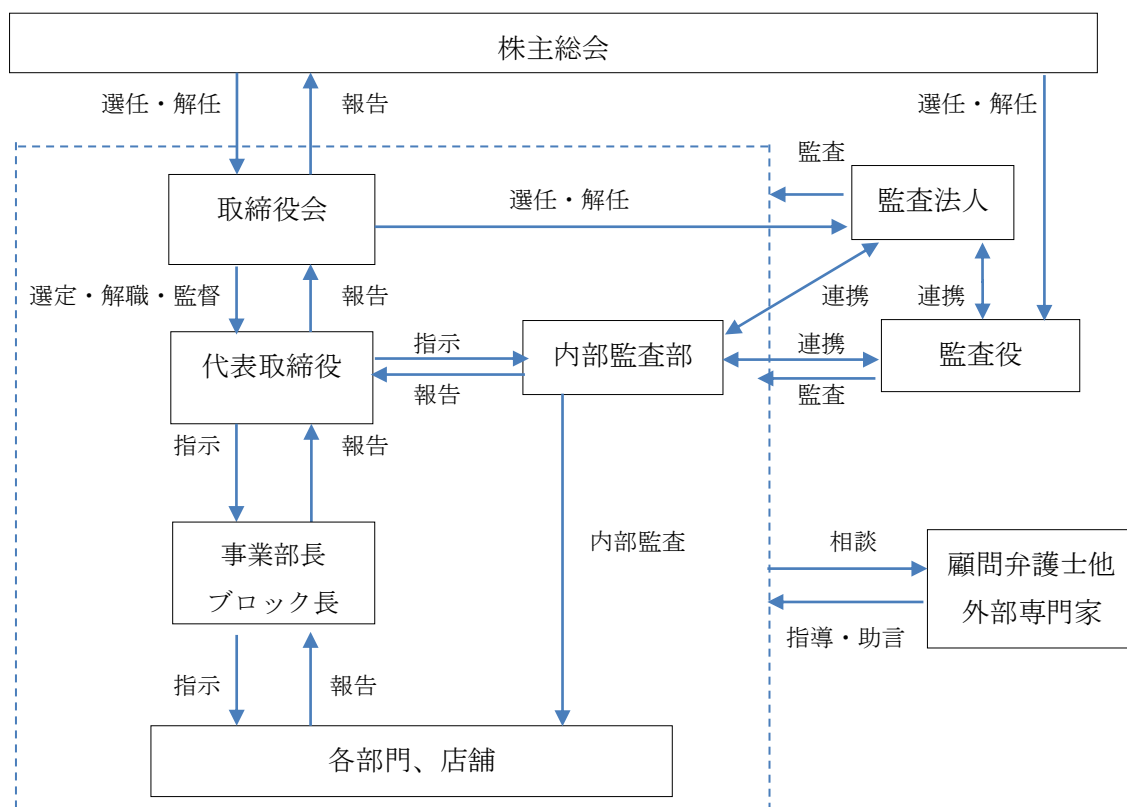 株主総会
選任・解任
報告
選任・解任
監査
取締役会
選任・解任
監査法人
選定・解職・監督
報告
連携
連携
代表取締役
指示
報告
内部監査部
連携
監査
監査役
指示
報告
事業部長
ブロック長
内部監査
相談
顧問弁護士他
外部専門家
指導・助言
指示
報告
各部門、店舗